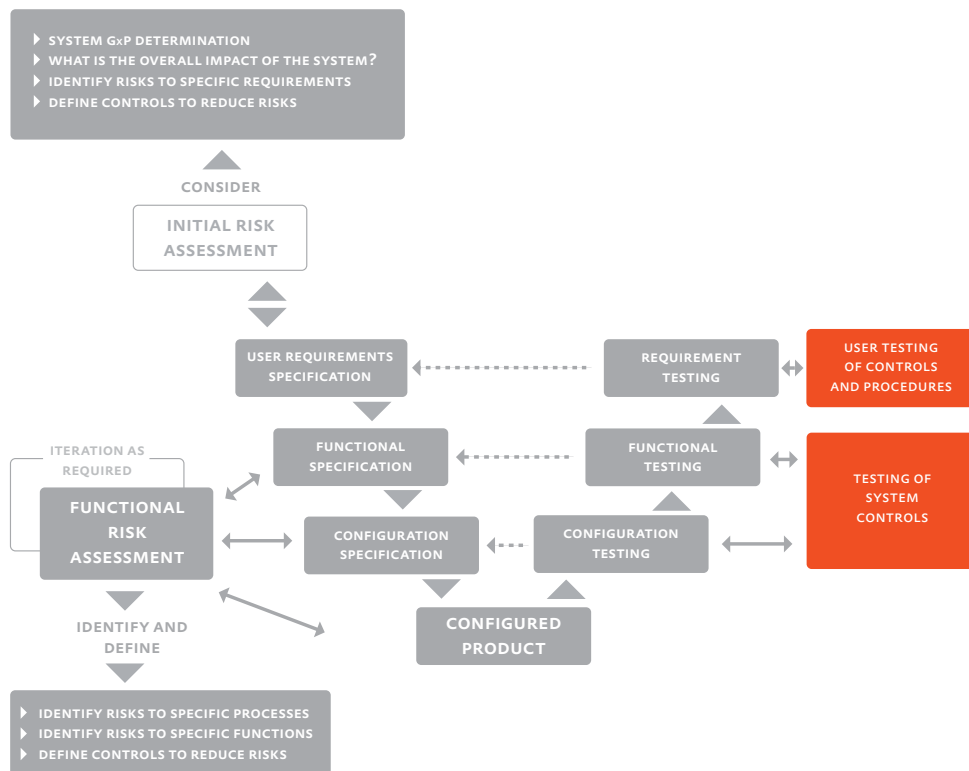 SYSTEM GxP DETERMINATION
WHAT IS THE OVERALL IMPACT OF THE SYSTEM?
IDENTIFY RISKS TO SPECIFIC REQUIREMENTS
DEFINE CONTROLS TO REDUCE RISKS
CONSIDER
INITIAL RISK
ASSESSMENT
USER REQUIREMENTS
SPECIFICATION
REQUIREMENT
TESTING
USER TESTING
OF CONTROLS
AND PROCEDURES
FUNCTIONAL
SPECIFICATION
FUNCTIONAL
TESTING
TESTING OF
SYSTEM
CONTROLS
ITERATION AS
REQUIRED
FUNCTIONAL
RISK
ASSESSMENT
CONFIGURATION
SPECIFICATION
CONFIGURATION
TESTING
CONFIGURED
PRODUCT
IDENTIFY AND
DEFINE
IDENTIFY RISKS TO SPECIFIC PROCESSES
IDENTIFY RISKS TO SPECIFIC FUNCTIONS
DEFINE CONTROLS TO REDUCE RISKS